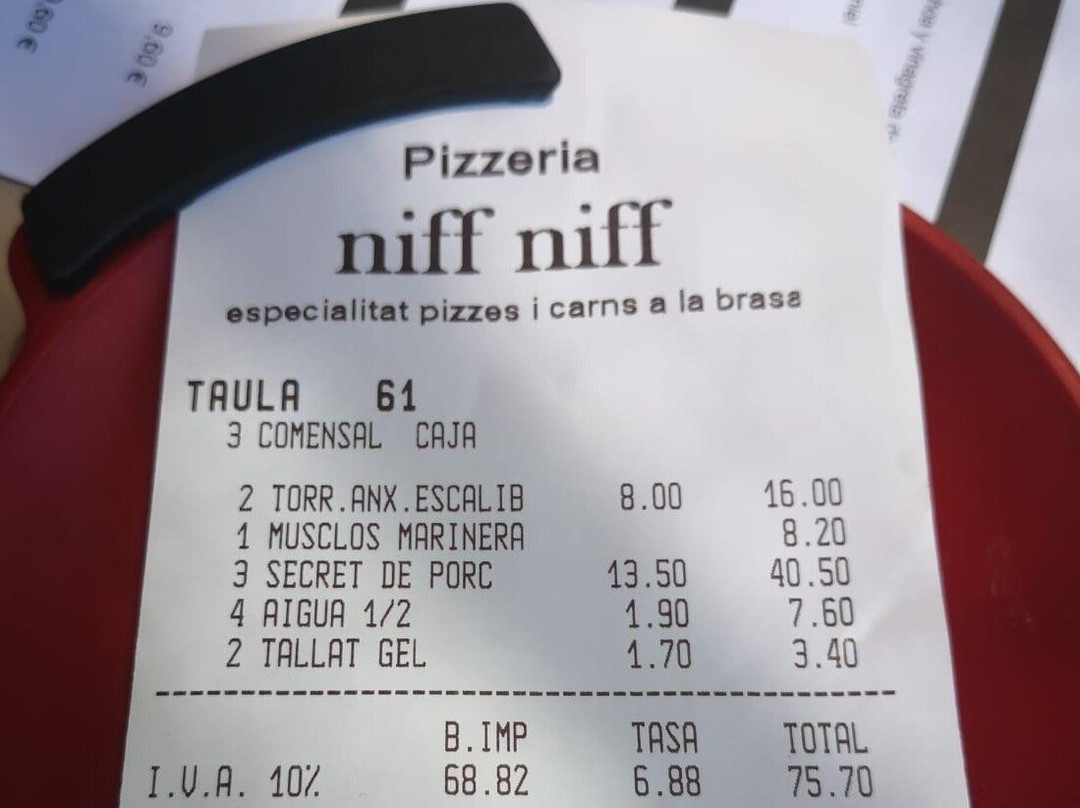 9,60 €
Pizzeria
niff niff
especialitat pizzes i carns a la brasa
TAULA 61
3 COMENSAL CAJA
2 TORR.ANX.ESCALIB 8.00 16.00
1 MUSCLOS MARINERA 8.20
3 SECRET DE PORC 13.50 40.50
4 AIGUA 1/2 1.90 7.60
2 TALLAT GEL 1.70 3.40
B.IMP TASA TOTAL
I.V.A. 10% 68.82 6.88 75.70